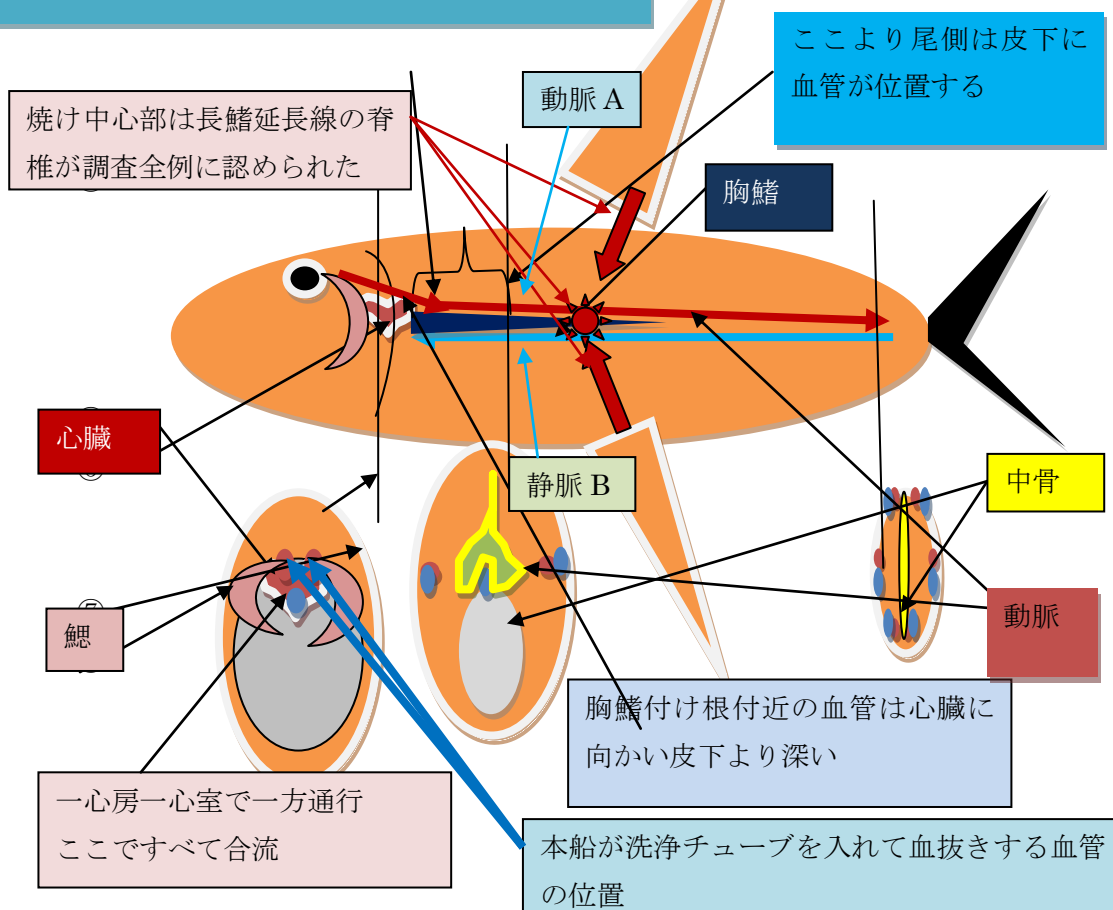 ここより尾側は皮下に
血管が位置する
動脈 A
焼け中心部は長鰭延長線の脊
椎が調査全例に認められた
胸鰭
心臓
静脈 B
中骨
動脈
鰓
⑦
胸鰭付け根付近の血管は心臓に
向かい皮下より深い
一心房一心室で一方通行
ここですべて合流
本船が洗浄チューブを入れて血抜きする血管
の位置